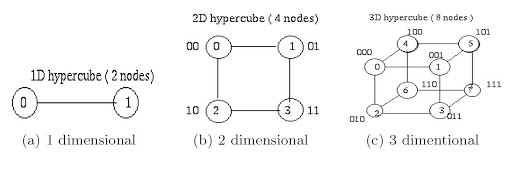 2D hypercube ( 4 nodes)
3D hypercube ( 8 nodes )
1D hypercube ( 2 nodes)
0 1
00 0 1 01
10 2 3 11
100 101
4 5
000 001
0 1
6 110 7 111
010 2 3 011
(a) 1 dimensional (b) 2 dimensional (c) 3 dimentional